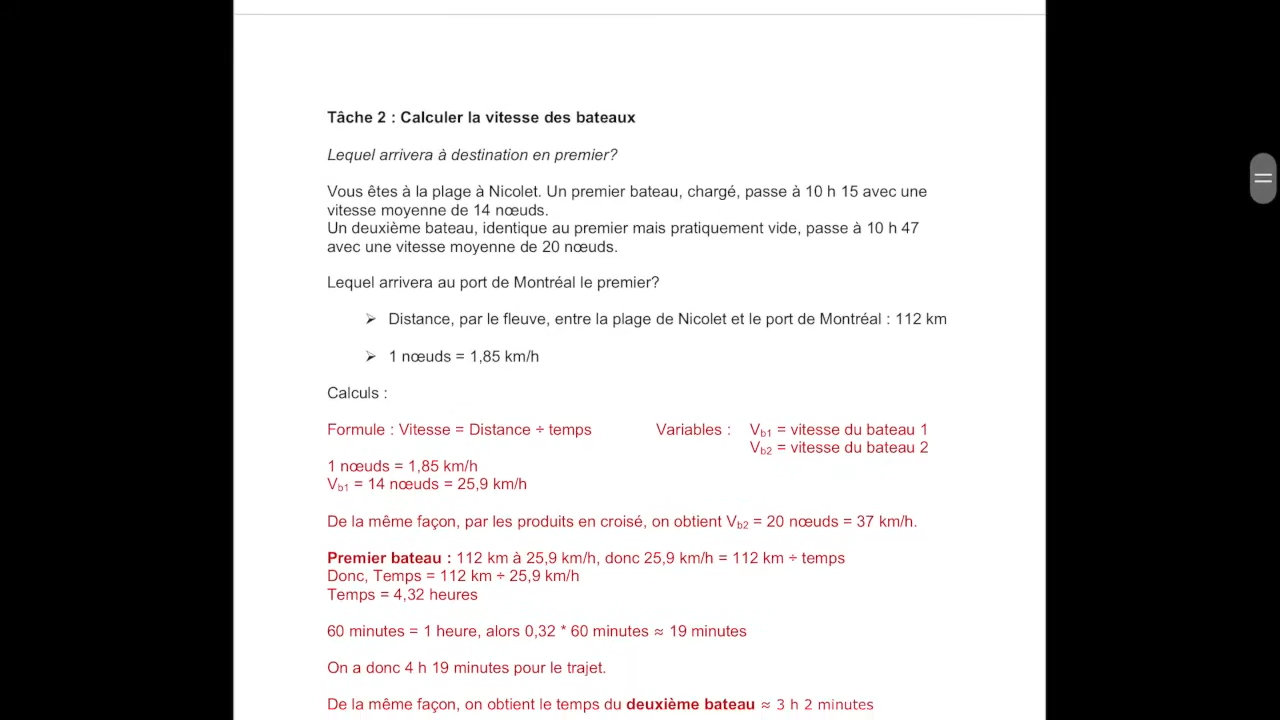 Tâche 2 : Calculer la vitesse des bateaux
Lequel arrivera à destination en premier?
Vous êtes à la plage à Nicolet. Un premier bateau, chargé, passe à 10 h 15 avec une
vitesse moyenne de 14 nœuds.
Un deuxième bateau, identique au premier mais pratiquement vide, passe à 10 h 47
avec une vitesse moyenne de 20 nœuds.
Lequel arrivera au port de Montréal le premier?
➢ Distance, par le fleuve, entre la plage de Nicolet et le port de Montréal : 112 km
➢ 1 nœuds = 1,85 km/h
Calculs :
Formule : Vitesse = Distance ÷ temps Variables : Vb1 = vitesse du bateau 1
Vb2 = vitesse du bateau 2
1 nœuds = 1,85 km/h
Vb1 = 14 nœuds = 25,9 km/h
De la même façon, par les produits en croisé, on obtient Vb2 = 20 nœuds = 37 km/h.
Premier bateau : 112 km à 25,9 km/h, donc 25,9 km/h = 112 km ÷ temps
Donc, Temps = 112 km ÷ 25,9 km/h
Temps = 4,32 heures
60 minutes = 1 heure, alors 0,32 * 60 minutes ≈ 19 minutes
On a donc 4 h 19 minutes pour le trajet.
De la même façon, on obtient le temps du deuxième bateau ≈ 3 h 2 minutes